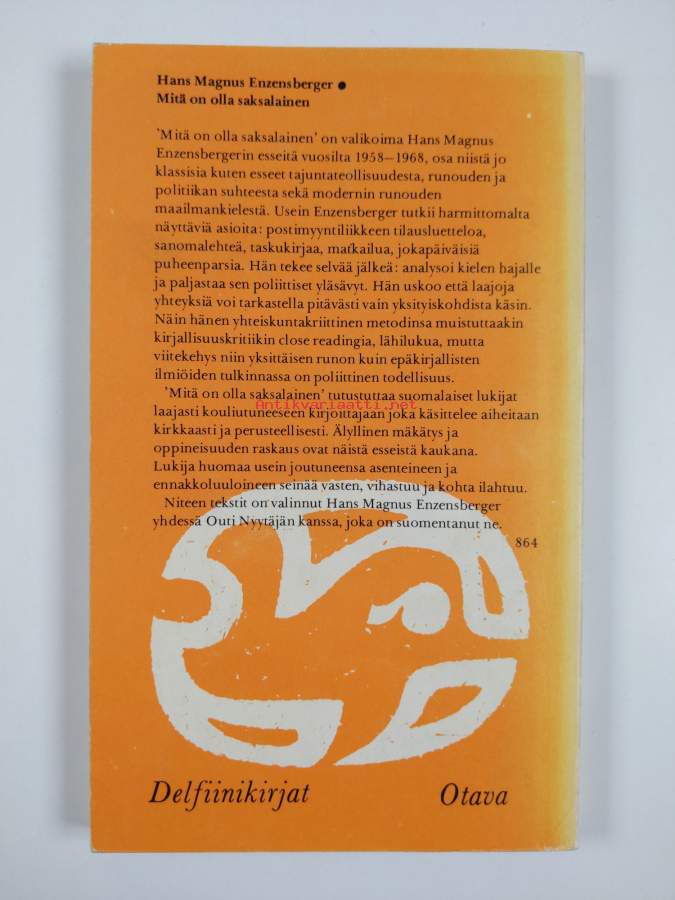 Hans Magnus Enzensberger ●
Mitä on olla saksalainen
'Mitä on olla saksalainen' on valikoima Hans Magnus
Enzensbergerin esseitä vuosilta 1958—1968, osa niistä jo
klassisia kuten esseet tajuntateollisuudesta, runouden ja
politiikan suhteesta sekä modernin runouden
maailmankielestä. Usein Enzensberger tutkii harmittomalta
näyttäviä asioita: postimyyntiliikkeen tilausluetteloa,
sanomalehteä, taskukirjaa, matkailua, jokapäiväisiä
puheenparsia. Hän tekee selvää jälkeä: analysoi kielen hajalle
ja paljastaa sen poliittiset yläsävyt. Hän uskoo että laajoja
yhteyksiä voi tarkastella pitävästi vain yksityiskohdista käsin.
Näin hänen yhteiskuntakriittinen metodinsa muistuttaakin
kirjallisuuskritiikin close readingia, lähilukua, mutta
viitekehys niin yksittäisen runon kuin epäkirjallisten
ilmiöiden tulkinnassa on poliittinen todellisuus.
'Mitä on olla saksalainen' tutustuttaa suomalaiset lukijat
Antikvariaatti.net
laajasti kouliutuneeseen kirjoittajaan joka käsittelee aiheitaan
kirkkaasti ja perusteellisesti. Älyllinen mäkätys ja
oppineisuuden raskaus ovat näistä esseistä kaukana.
Lukija huomaa usein joutuneensa asenteineen ja
ennakkoluuloineen seinää vasten, vihastuu ja kohta ilahtuu.
Niteen tekstit on valinnut Hans Magnus Enzensberger
yhdessä Outi Nyytäjän kanssa, joka on suomentanut ne.
864
Delfiinikirjat
Otava